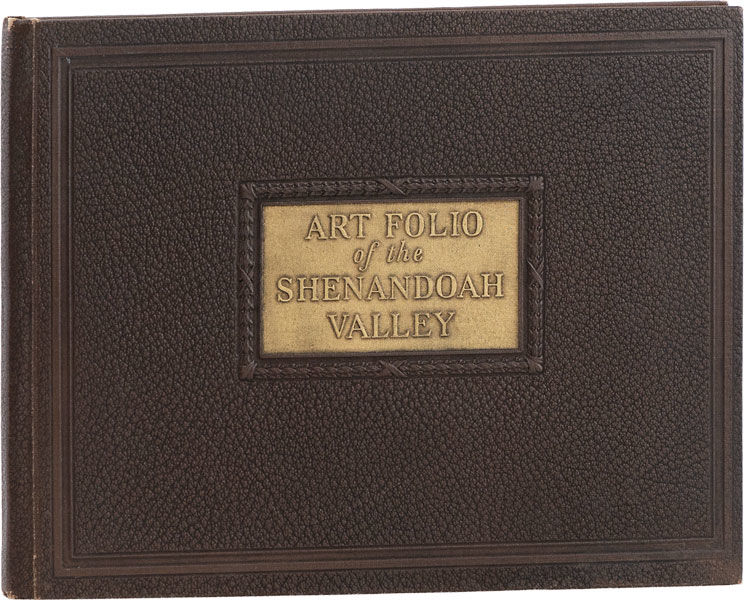 ART FOLIO
of the
SHENANDOAH
VALLEY